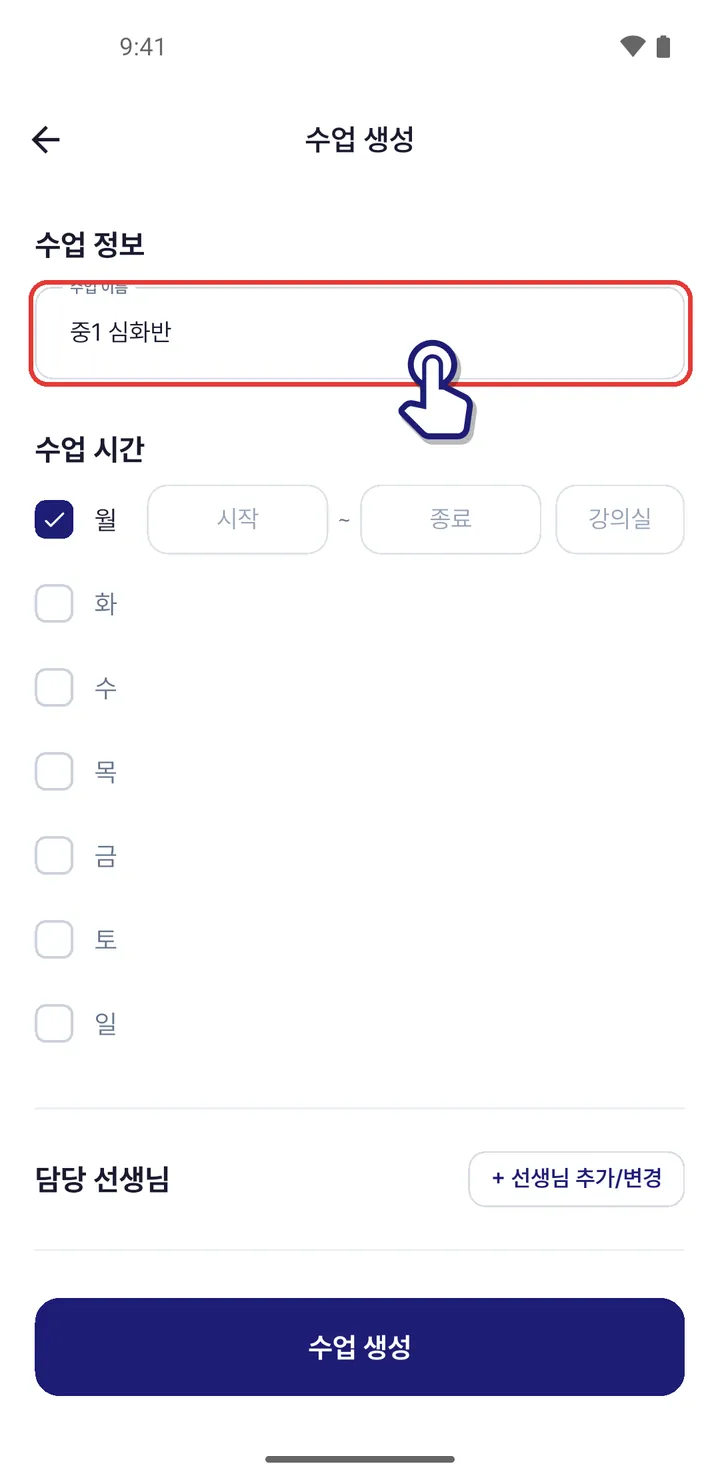 9:41
수업 생성
수업 정보
수업 이름
중1 심화반
수업 시간
월 시작 ~ 종료 강의실
화
수
목
금
토
일
담당 선생님 + 선생님 추가/변경
수업 생성